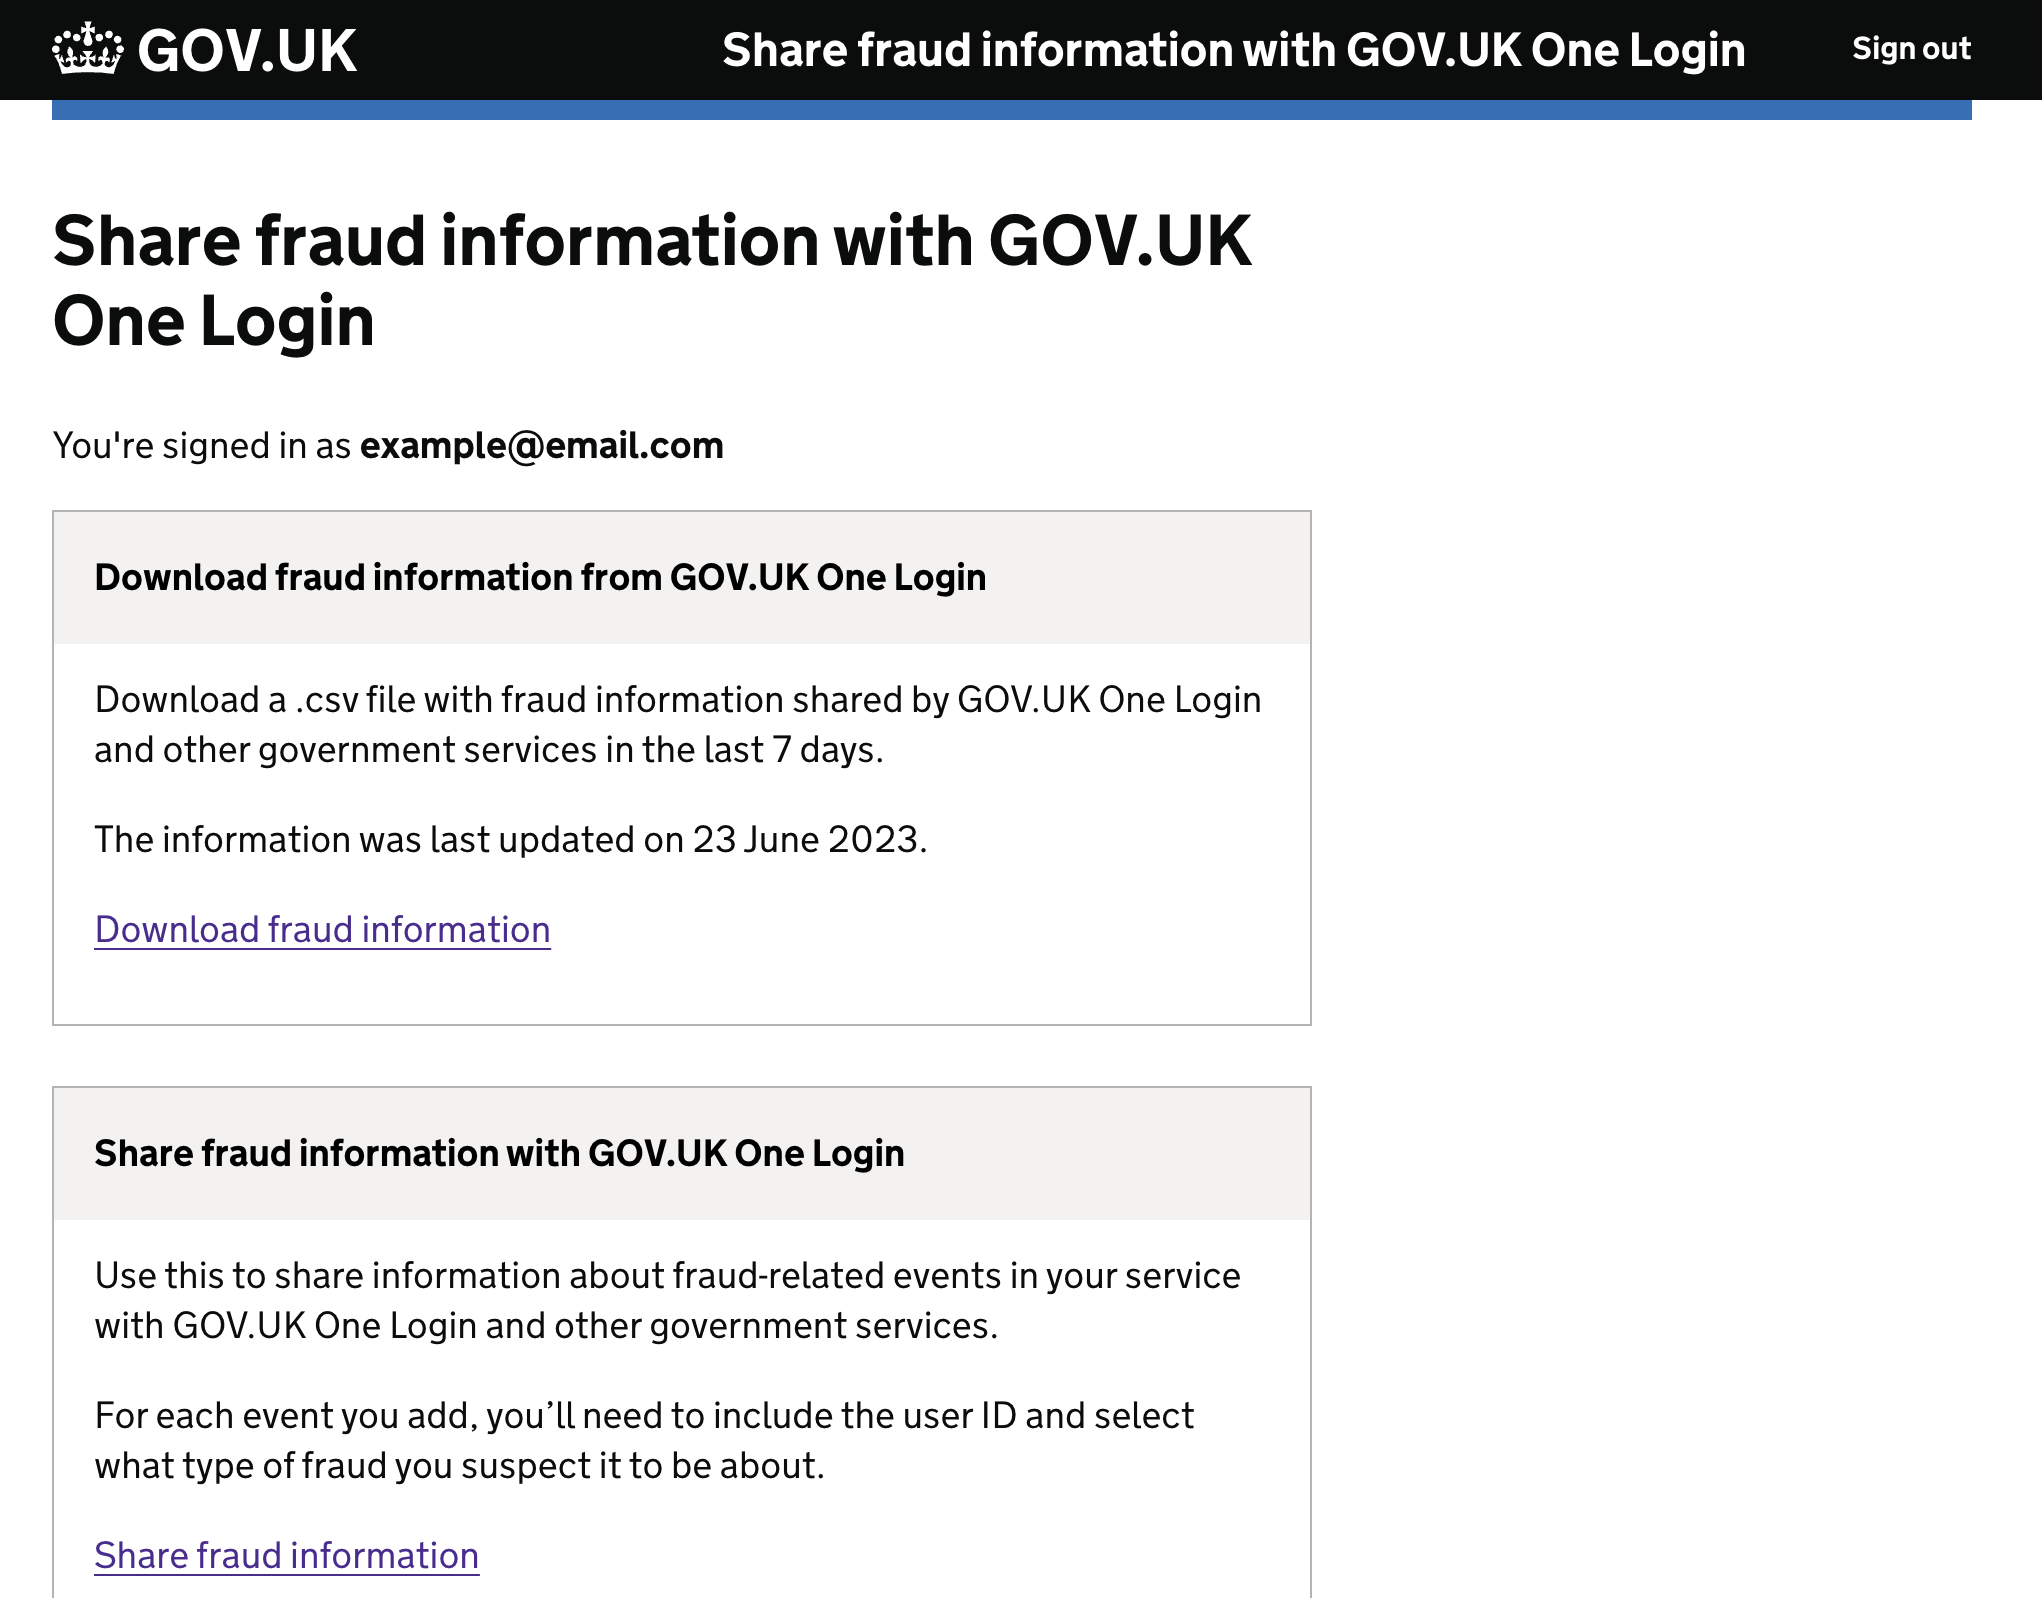 GOV.UK
Share fraud information with GOV.UK One Login
Sign out
Share fraud information with GOV.UK
One Login
You're signed in as example@email.com
Download fraud information from GOV.UK One Login
Download a .csv file with fraud information shared by GOV.UK One Login
and other government services in the last 7 days.
The information was last updated on 23 June 2023.
Download fraud information
Share fraud information with GOV.UK One Login
Use this to share information about fraud-related events in your service
with GOV.UK One Login and other government services.
For each event you add, you’ll need to include the user ID and select
what type of fraud you suspect it to be about.
Share fraud information